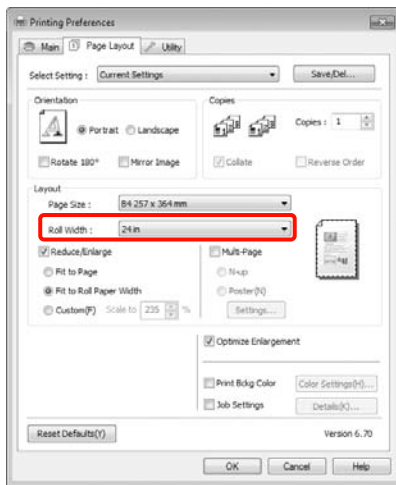 Printing Preferences
Main Page Layout Utility
Select Setting : Current Settings Save/Del...
Orientation Copies
Portrait Landscape Copies : 1
Rotate 180° Mirror Image Collate Reverse Order
Layout
Page Size : B4 257 x 364 mm
Roll Width : 24 in
Reduce/Enlarge Multi-Page
Fit to Page N-up
Fit to Roll Paper Width Poster(N)
Custom(F) Scale to 235 % Settings...
Optimize Enlargement
Print Bckg Color Color Settings(H)...
Job Settings Details(K)...
Reset Defaults(Y) Version 6.70
OK Cancel Help